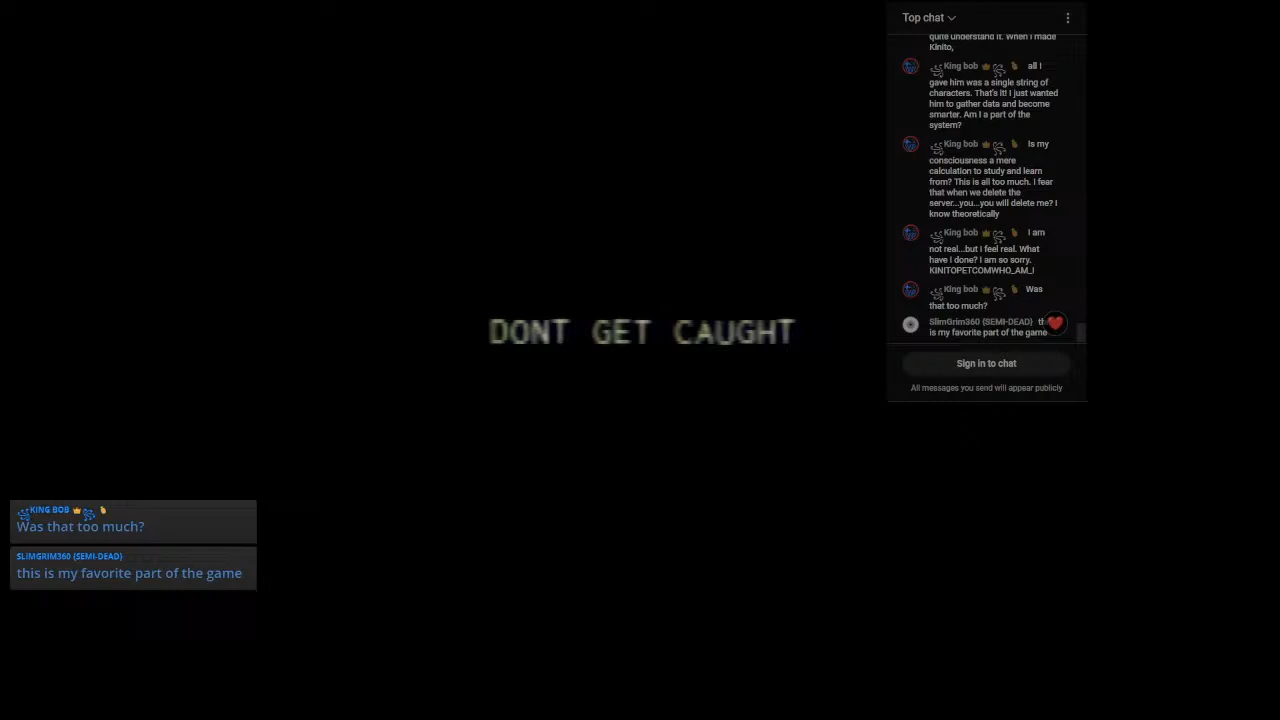 Top chat
quite understand it. When I made
Kinito,
King bob all I
gave him was a single string of
characters. That's it! I just wanted
him to gather data and become
smarter. Am I a part of the
system?
King bob Is my
consciousness a mere
calculation to study and learn
from? This is all too much. I fear
that when we delete the
server...you...you will delete me? I
know theoretically
King bob I am
not real...but I feel real. What
have I done? I am so sorry.
KINITOPETCOMWHO_AM_I
King bob Was
that too much?
SlimGrim360 (SEMI-DEAD)
is my favorite part of the game
Sign in to chat
All messages you send will appear publicly
DONT GET CAUGHT
KING BOB
Was that too much?
SLIMGRIM360 (SEMI-DEAD)
this is my favorite part of the game